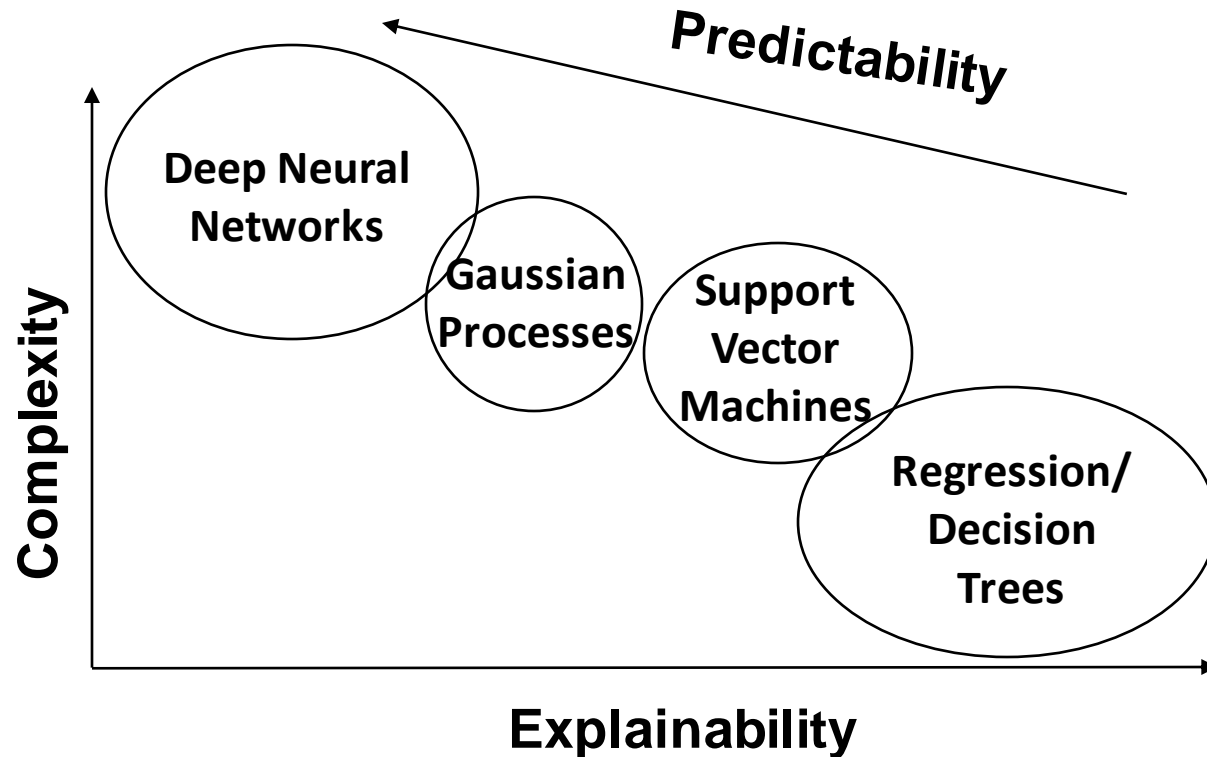 Predictability
Deep Neural
Networks
Gaussian
Processes
Support
Vector
Machines
Regression/
Decision
Trees
Complexity
Explainability